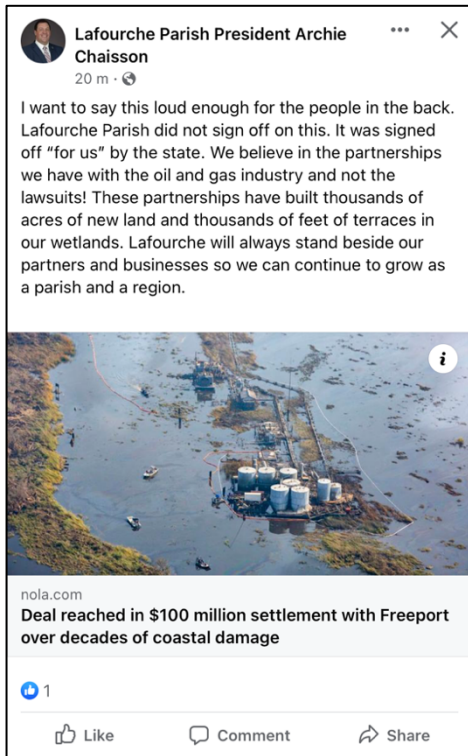 Lafourche Parish President Archie
Chaisson
20 m ·
I want to say this loud enough for the people in the back.
Lafourche Parish did not sign off on this. It was signed
off “for us” by the state. We believe in the partnerships
we have with the oil and gas industry and not the
lawsuits! These partnerships have built thousands of
acres of new land and thousands of feet of terraces in
our wetlands. Lafourche will always stand beside our
partners and businesses so we can continue to grow as
a parish and a region.
i
nola.com
Deal reached in $100 million settlement with Freeport
over decades of coastal damage
1
Like Comment Share